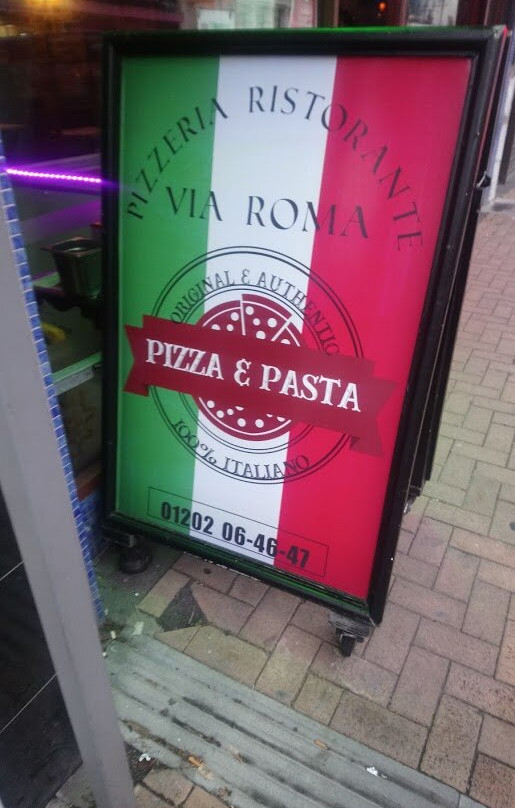 PIZZERIA RISTORANTE
VIA ROMA
ORIGINAL & AUTHENTIC
PIZZA & PASTA
100% ITALIANO
01202 06-46-47